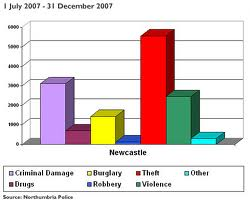 1 July 2007 - 31 December 2007
6000
5000
4000
3000
2000
1000
0
Newcastle
Criminal Damage Burglary Theft Other
Drugs Robbery Violence
Source: Northumbria Police